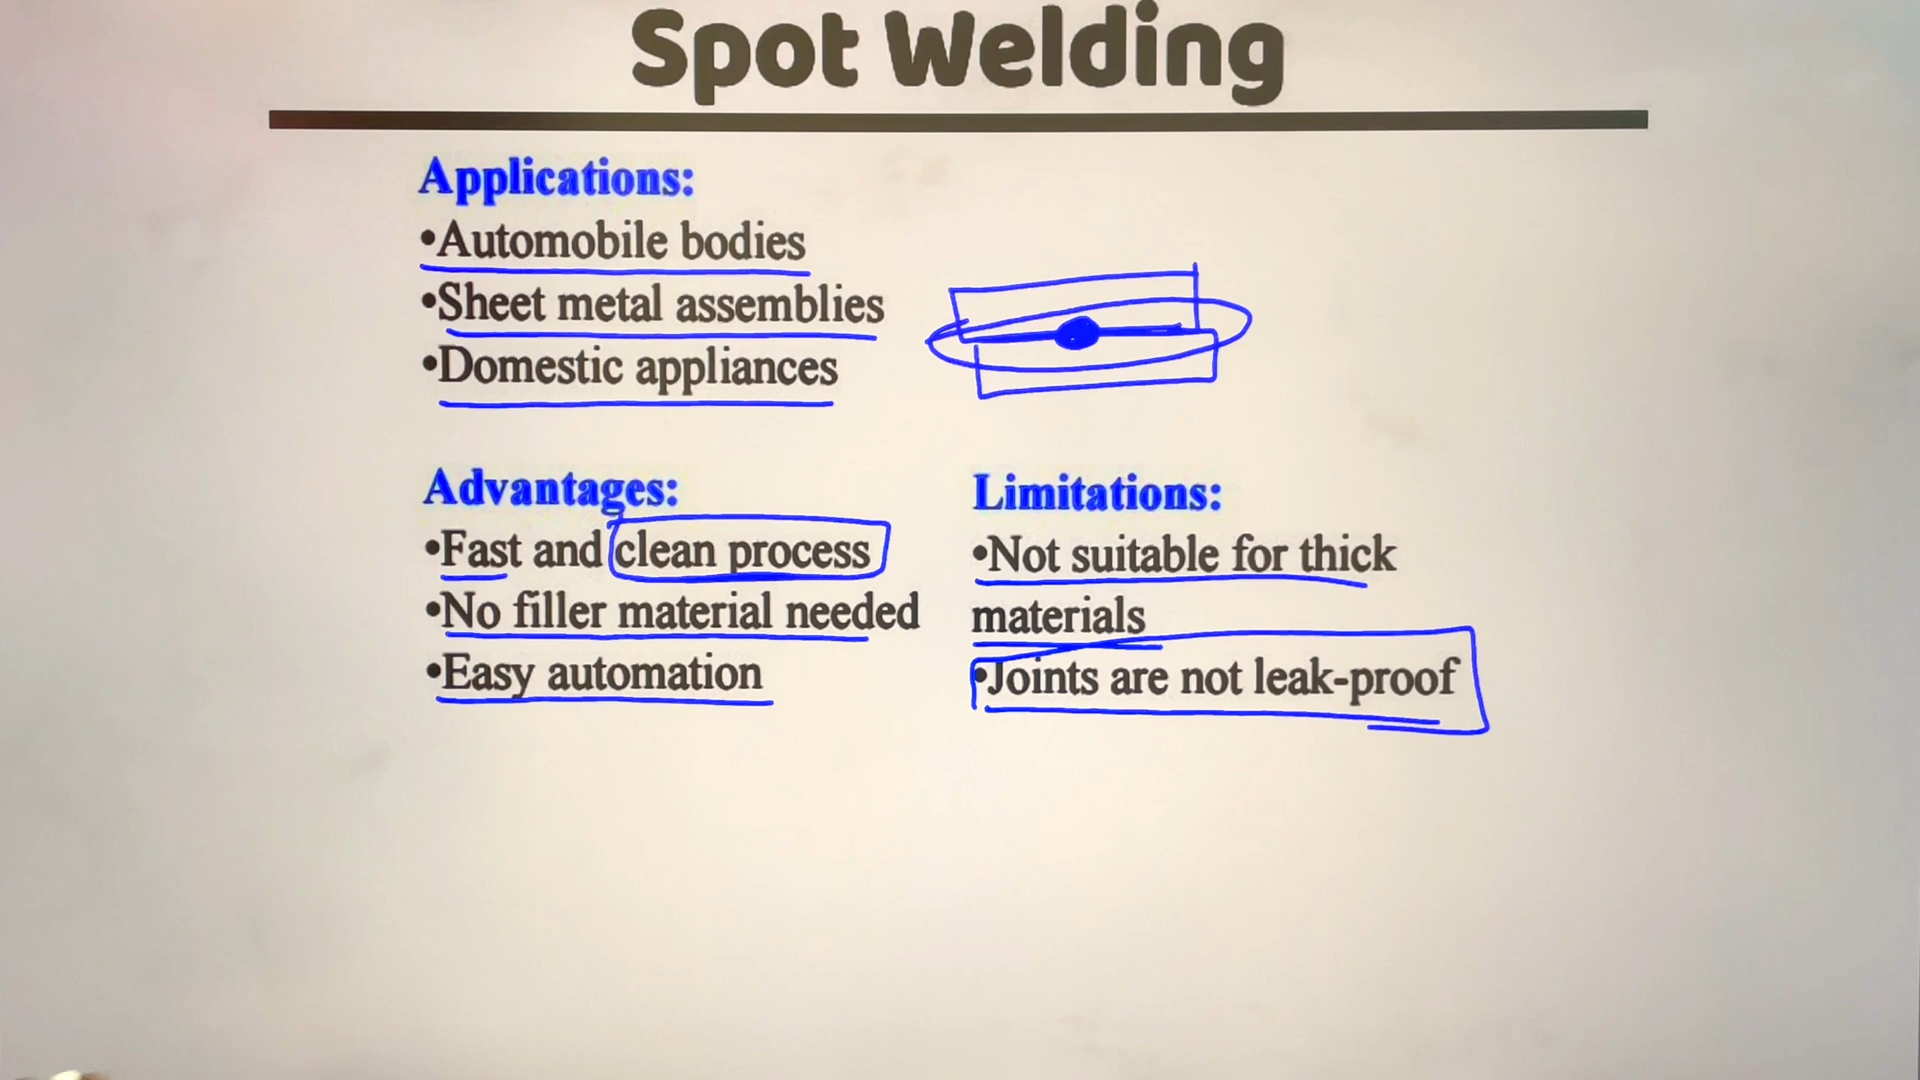 Spot Welding
Applications:
•Automobile bodies
•Sheet metal assemblies
•Domestic appliances
Advantages:
•Fast and clean process
•No filler material needed
•Easy automation
Limitations:
•Not suitable for thick
materials
•Joints are not leak-proof